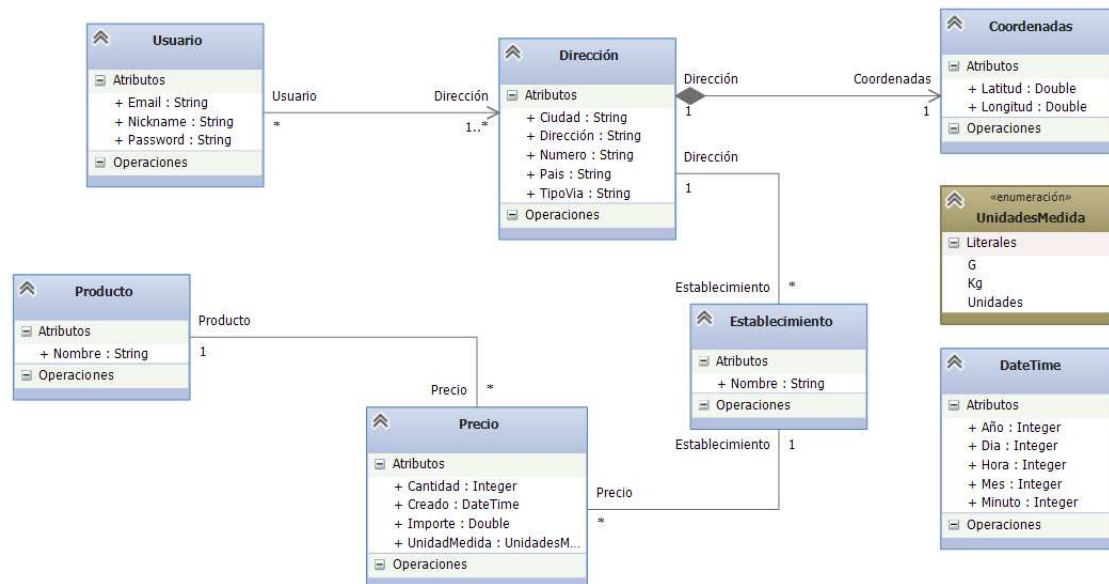 Usuario
Atributos
+ Email : String
+ Nickname : String
+ Password : String
Operaciones
Usuario
*
Dirección
1..*
Dirección
Atributos
+ Ciudad : String
+ Dirección : String
+ Numero : String
+ Pais : String
+ TipoVia : String
Operaciones
Dirección
1
Coordenadas
1
Coordenadas
Atributos
+ Latitud : Double
+ Longitud : Double
Operaciones
Dirección
1
Establecimiento
*
«enumeración»
UnidadesMedida
Literales
G
Kg
Unidades
Producto
Atributos
+ Nombre : String
Operaciones
Producto
1
Precio
*
Establecimiento
Atributos
+ Nombre : String
Operaciones
Establecimiento
1
Precio
*
Precio
Atributos
+ Cantidad : Integer
+ Creado : DateTime
+ Importe : Double
+ UnidadMedida : UnidadesM...
Operaciones
DateTime
Atributos
+ Año : Integer
+ Dia : Integer
+ Hora : Integer
+ Mes : Integer
+ Minuto : Integer
Operaciones